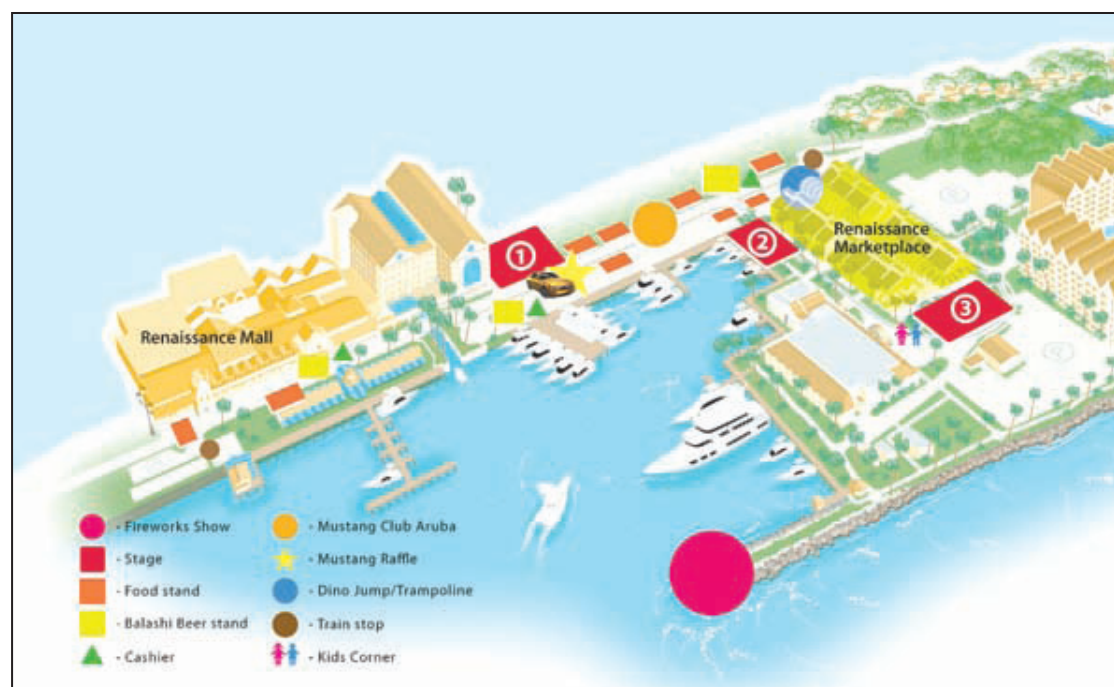 1
2
Renaissance
Marketplace
3
Renaissance Mall
- Fireworks Show
- Stage
- Food stand
- Balashi Beer stand
- Cashier
- Mustang Club Aruba
- Mustang Raffle
- Dino Jump/Trampoline
- Train stop
- Kids Corner